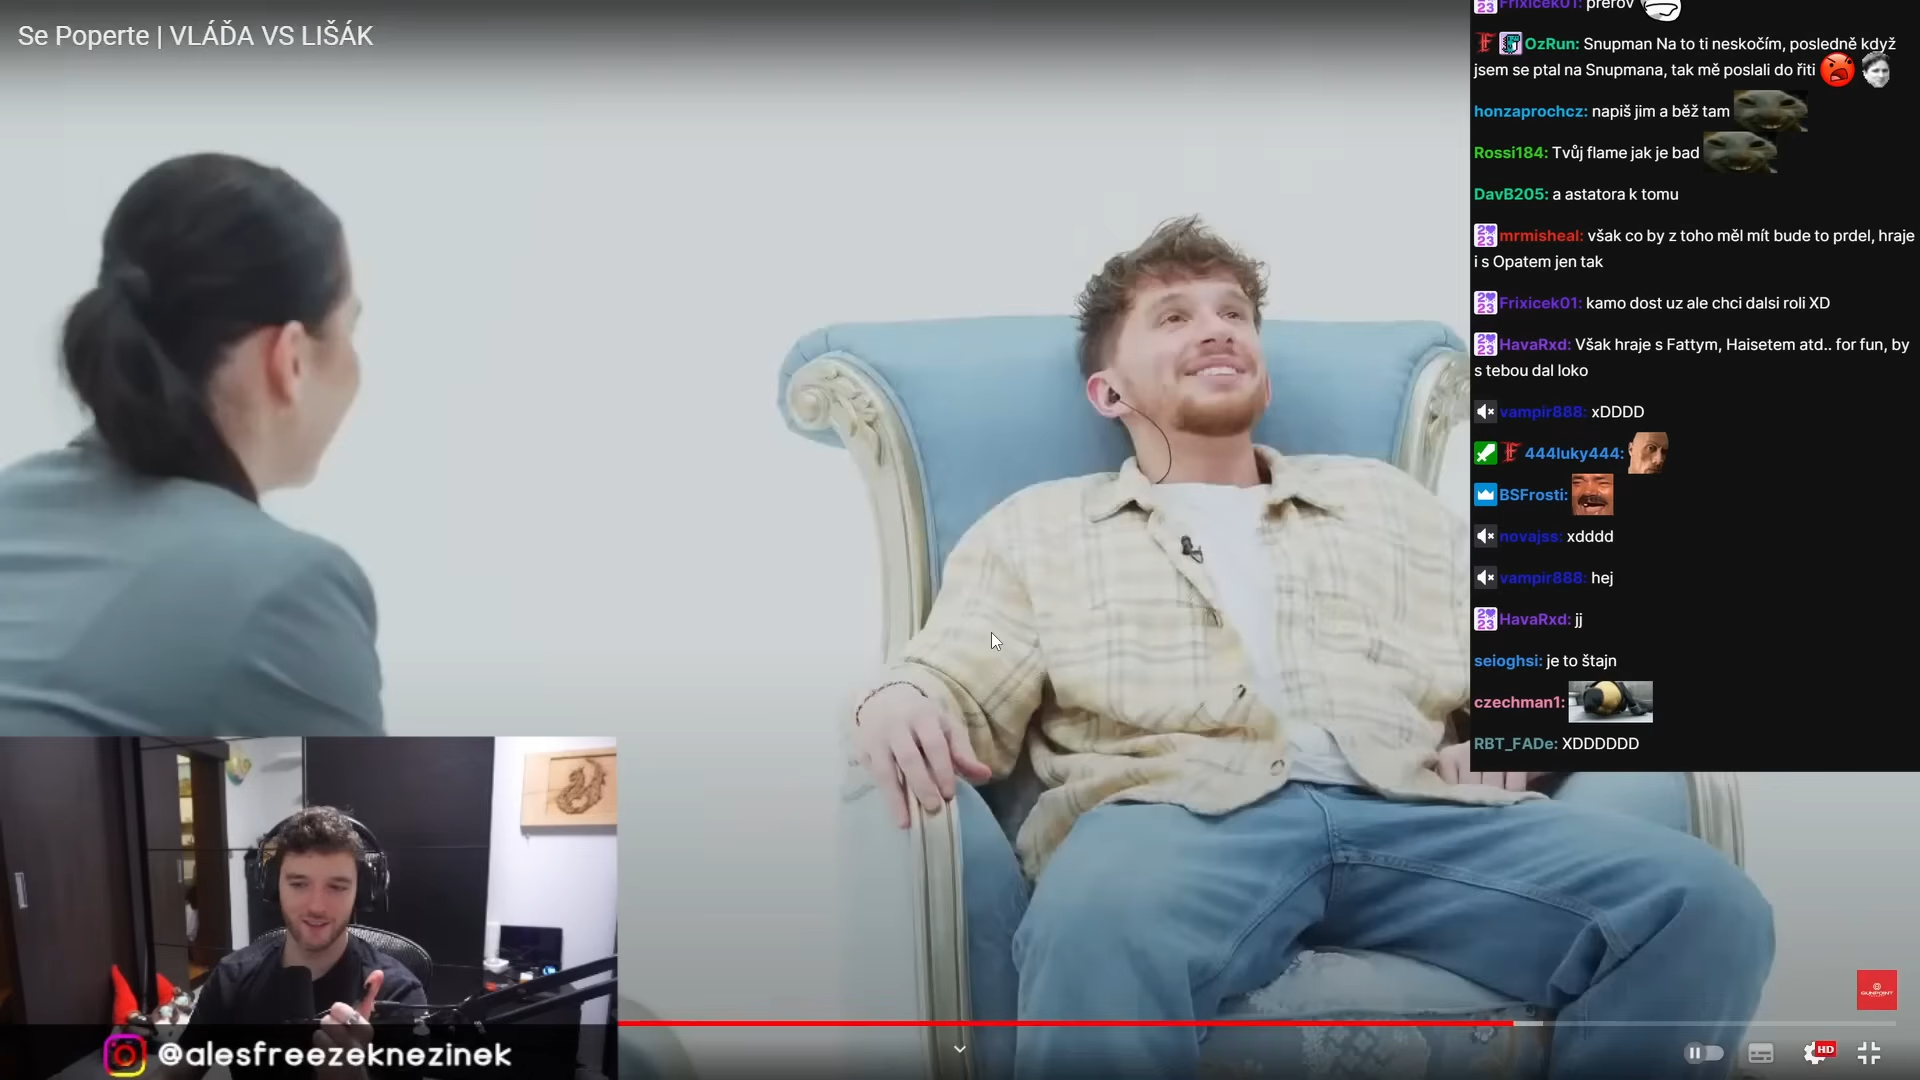 Se Poperte | VLÁĎA VS LIŠÁK
Frixicek01: prerov
OzRun: Snupman Na to ti neskočím, posledně když
jsem se ptal na Snupmana, tak mě poslali do řiti
honzaprochcz: napiš jim a běž tam
Rossi184: Tvůj flame jak je bad
DavB205: a astatora k tomu
mrmisheal: však co by z toho měl mít bude to prdel, hraje
i s Opatem jen tak
Frixicek01: kamo dost uz ale chci dalsi roli XD
HavaRxd: Však hraje s Fattym, Haisetem atd.. for fun, by
s tebou dal loko
vampir888: xDDDD
444luky444:
BSFrosti:
novajss: xdddd
vampir888: hej
HavaRxd: jj
seioghsi: je to štajn
czechman1:
RBT_FADe: XDDDDDD
GUNPOINT
HD
@alesfreezeknezinek